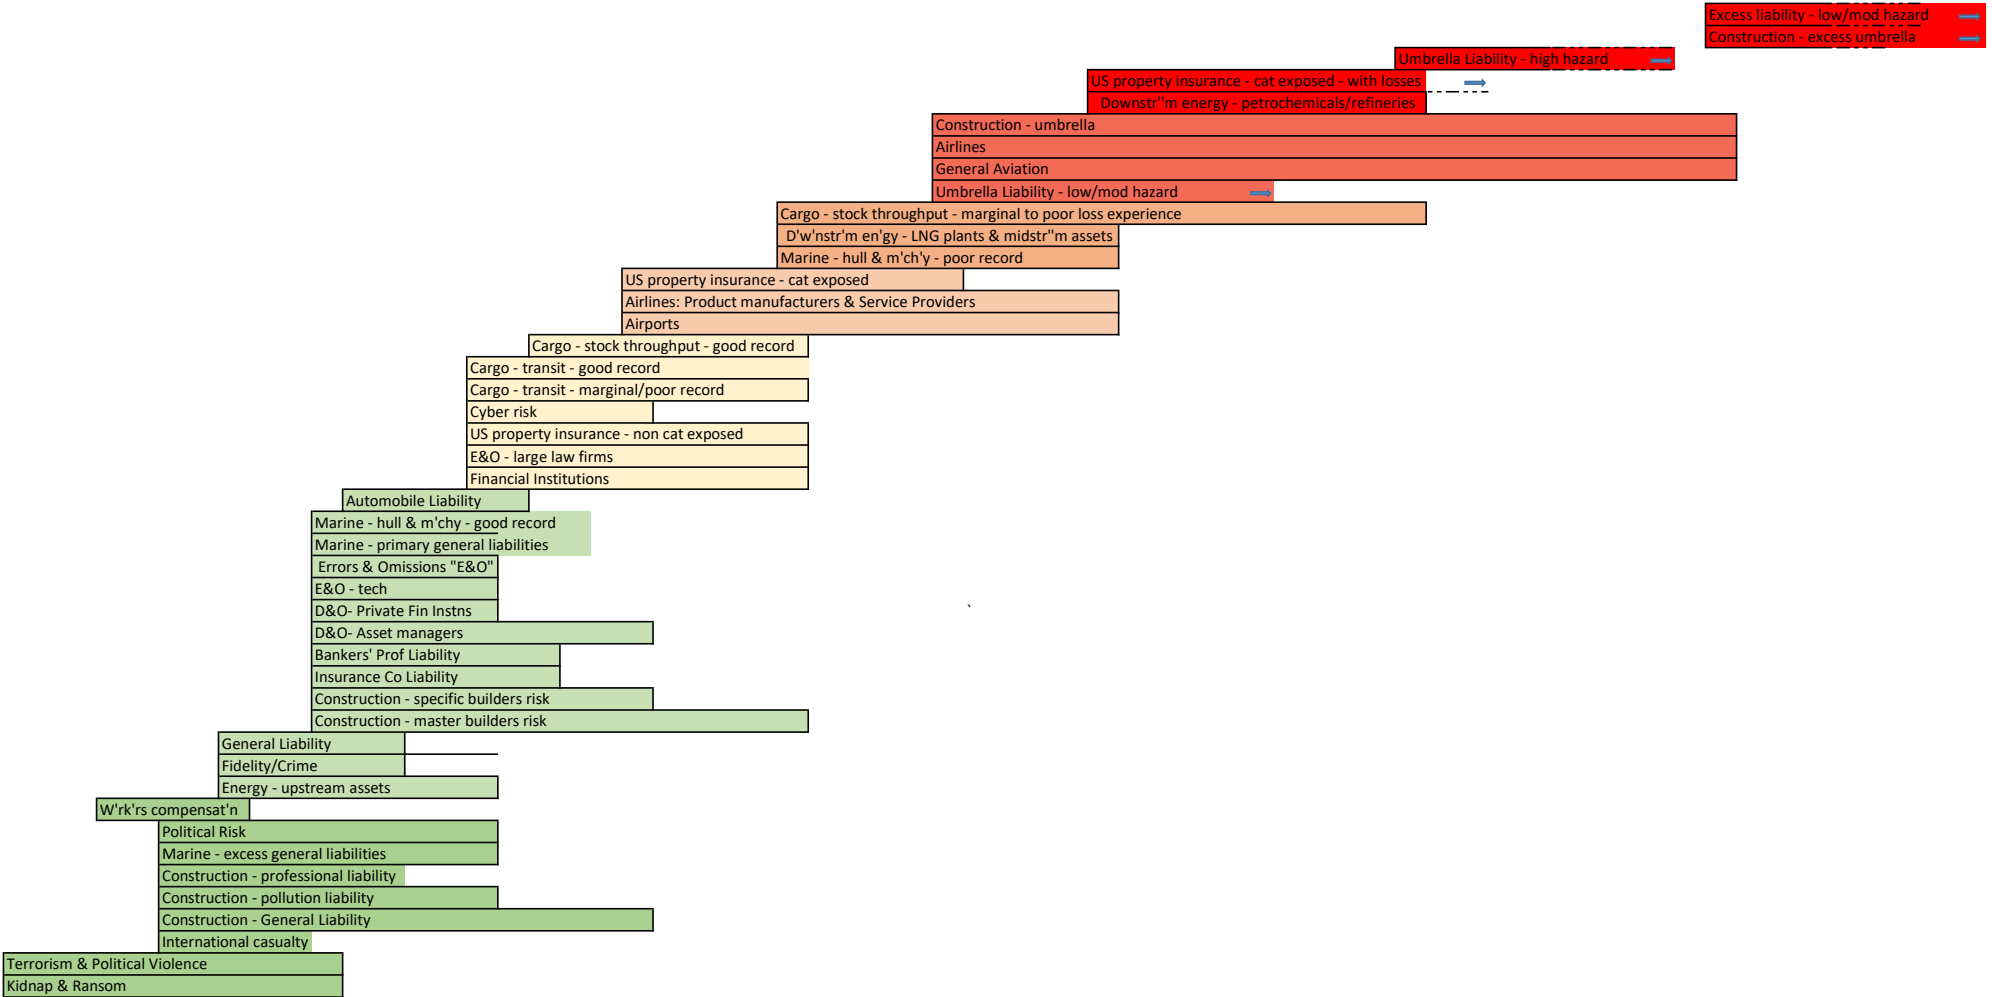 Excess liability - low/mod hazard
Construction - excess umbrella
Umbrella Liability - high hazard
US property insurance - cat exposed - with losses
Downstr"m energy - petrochemicals/refineries
Construction - umbrella
Airlines
General Aviation
Umbrella Liability - low/mod hazard
Cargo - stock throughput - marginal to poor loss experience
D'w'nstr'm en'gy - LNG plants & midstr"m assets
Marine - hull & m'ch'y - poor record
US property insurance - cat exposed
Airlines: Product manufacturers & Service Providers
Airports
Cargo - stock throughput - good record
Cargo - transit - good record
Cargo - transit - marginal/poor record
Cyber risk
US property insurance - non cat exposed
E&O - large law firms
Financial Institutions
Automobile Liability
Marine - hull & m'chy - good record
Marine - primary general liabilities
Errors & Omissions "E&O"
E&O - tech
D&O- Private Fin Instns
`
D&O- Asset managers
Bankers' Prof Liability
Insurance Co Liability
Construction - specific builders risk
Construction - master builders risk
General Liability
Fidelity/Crime
Energy - upstream assets
W'rk'rs compensat'n
Political Risk
Marine - excess general liabilities
Construction - professional liability
Construction - pollution liability
Construction - General Liability
International casualty
Terrorism & Political Violence
Kidnap & Ransom